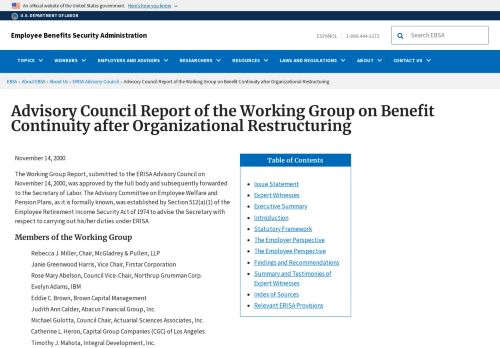 An official website of the United States government. Here's how you know
U.S. DEPARTMENT OF LABOR
Employee Benefits Security Administration
ESPAÑOL | 1-866-444-3272
Search EBSA
TOPICS WORKERS EMPLOYERS AND ADVISERS RESEARCHERS RESOURCES LAWS AND REGULATIONS ABOUT CONTACT US
EBSA › About EBSA › About Us › ERISA Advisory Council › Advisory Council Report of the Working Group on Benefit Continuity after Organizational Restructuring
Advisory Council Report of the Working Group on Benefit
Continuity after Organizational Restructuring
November 14, 2000
The Working Group Report, submitted to the ERISA Advisory Council on
November 14, 2000, was approved by the full body and subsequently forwarded
to the Secretary of Labor. The Advisory Committee on Employee Welfare and
Pension Plans, as it is formally known, was established by Section 512(a)(1) of the
Employee Retirement Income Security Act of 1974 to advise the Secretary with
respect to carrying out his/her duties under ERISA.
Members of the Working Group
Rebecca J. Miller, Chair, McGladrey & Pullen, LLP
Janie Greenwood Harris, Vice Chair, Firstar Corporation
Rose Mary Abelson, Council Vice-Chair, Northrup Grumman Corp.
Evelyn Adams, IBM
Eddie C. Brown, Brown Capital Management
Judith Ann Calder, Abacus Financial Group, Inc
Michael Gulotta, Council Chair, Actuarial Sciences Associates, Inc.
Catherine L. Heron, Capital Group Companies (CGC) of Los Angeles
Timothy J. Mahota, Integral Development, Inc.
Table of Contents
Issue Statement
Expert Witnesses
Executive Summary
Introduction
Statutory Framework
The Employer Perspective
The Employee Perspective
Findings and Recommendations
Summary and Testimonies of
Expert Witnesses
Index of Sources
Relevant ERISA Provisions